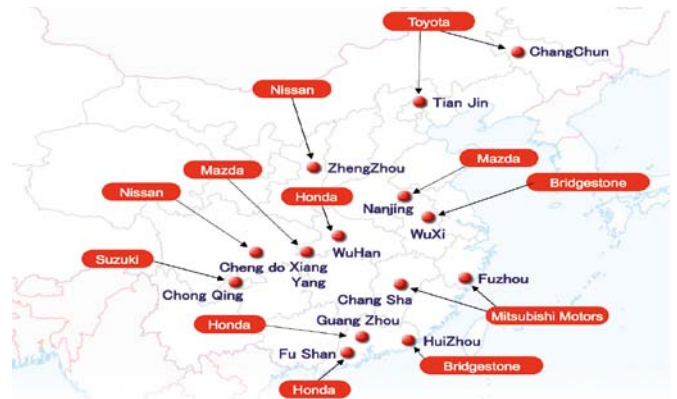 Toyota
ChangChun
Nissan
Tian Jin
Mazda
ZhengZhou
Mazda
Nissan
Honda
Nanjing
Bridgestone
WuXi
WuHan
Suzuki
Cheng do Xiang
Yang
Fuzhou
Chong Qing
Chang Sha
Mitsubishi Motors
Honda
Guang Zhou
HuiZhou
Fu Shan
Bridgestone
Honda